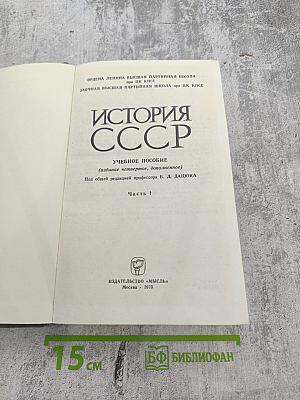 ОРДЕНА ЛЕНИНА ВЫСШАЯ ПАРТИЙНАЯ ШКОЛА
при ЦК КПСС
ЗАОЧНАЯ ВЫСШАЯ ПАРТИЙНАЯ ШКОЛА при ЦК КПСС
ИСТОРИЯ
СССР
УЧЕБНОЕ ПОСОБИЕ
(издание четвертое, дополненное)
Под общей редакцией профессора Б. Д. ДАЦЮКА
Часть I
ИЗДАТЕЛЬСТВО «МЫСЛЬ»
Москва · 1973
15 см
БФ БИБЛИОФАН